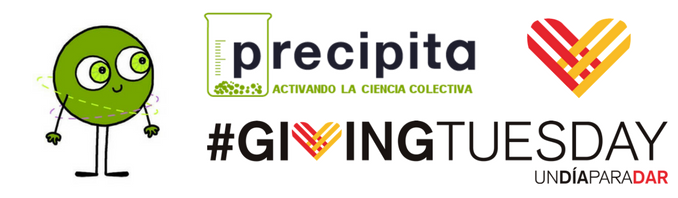 precipita
ACTIVANDO LA CIENCIA COLECTIVA
#GIVINGTUESDAY
UNDÍAPARADAR